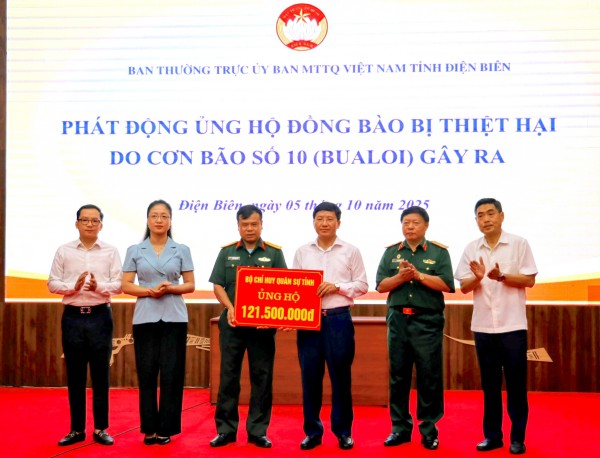 BAN THƯỜNG TRỰC ỦY BAN MTTQ VIỆT NAM TỈNH ĐIỆN BIÊN
PHÁT ĐỘNG ỦNG HỘ ĐỒNG BÀO BỊ THIỆT HẠI
DO CƠN BÃO SỐ 10 (BUALOI) GÂY RA
Điện Biên, ngày 05 tháng 10 năm 2025
BỘ CHỈ HUY QUÂN SỰ TỈNH
ỦNG HỘ
121.500.000đ